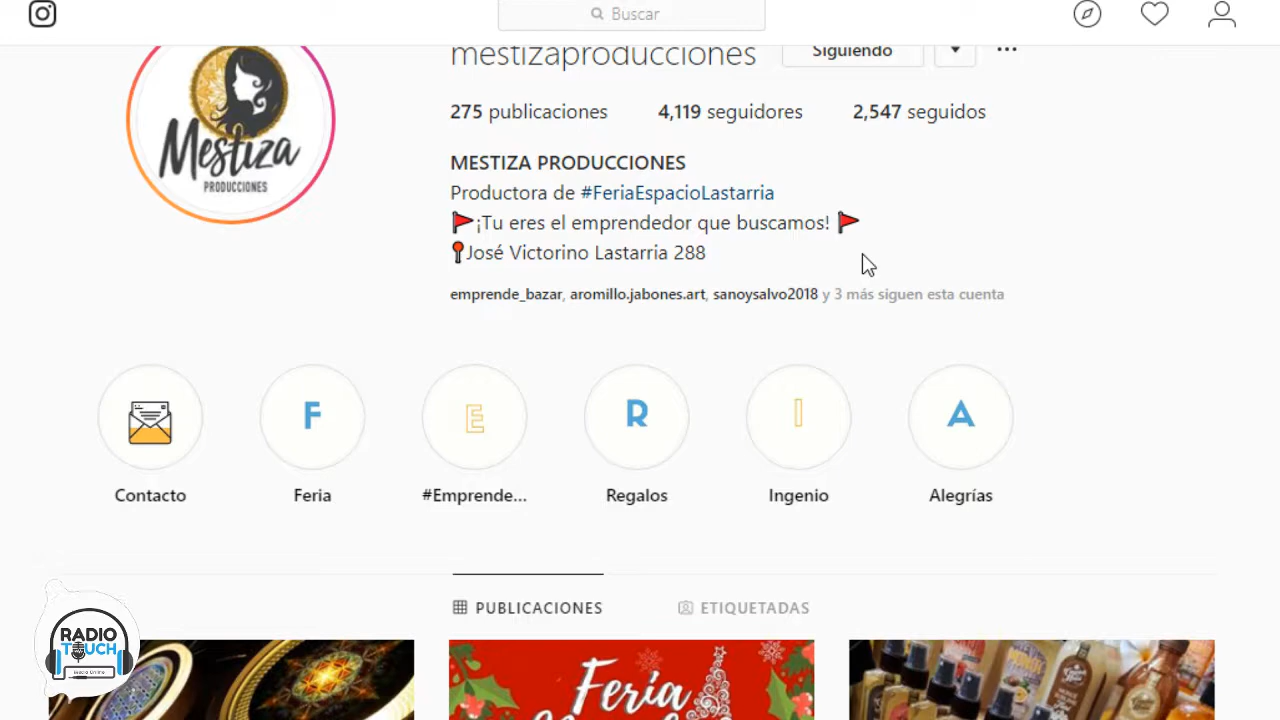 Buscar
mestizaproducciones Siguiendo
275 publicaciones 4,119 seguidores 2,547 seguidos
Mestiza
PRODUCCIONES
MESTIZA PRODUCCIONES
Productora de #FeriaEspacioLastarria
¡Tu eres el emprendedor que buscamos!
José Victorino Lastarria 288
emprende_bazar, aromillo.jabones.art, sanoysalvo2018 y 3 más siguen esta cuenta
F E R I A
Contacto Feria #Emprende... Regalos Ingenio Alegrías
PUBLICACIONES ETIQUETADAS
RADIO
TOUCH
Feria